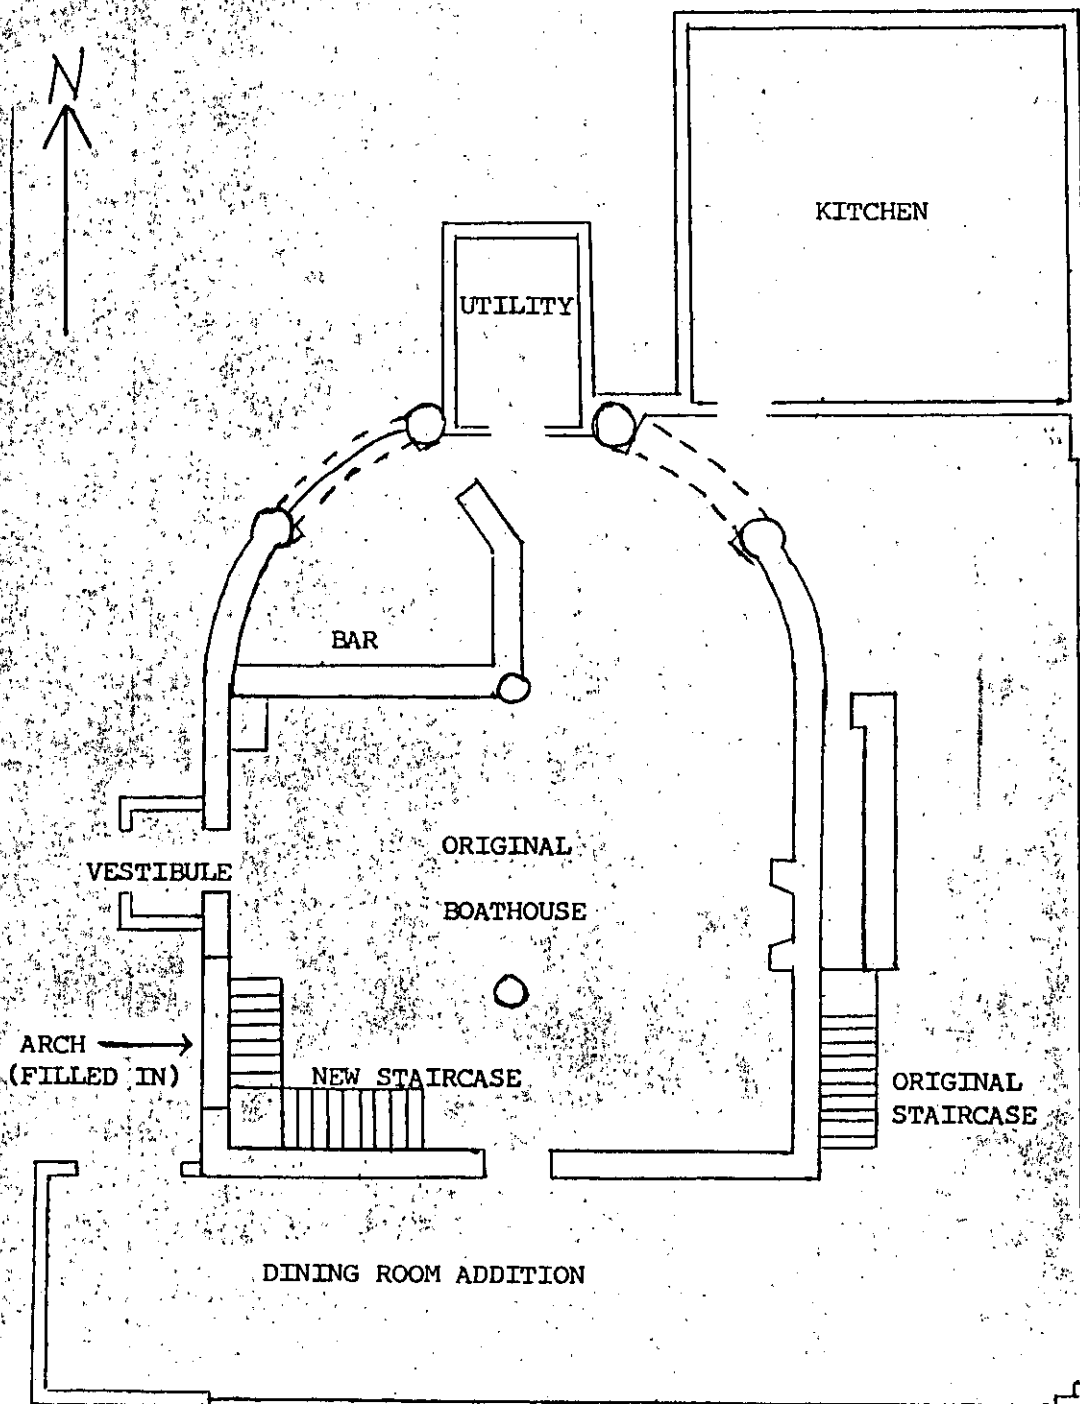 N
KITCHEN
UTILITY
BAR
ORIGINAL
BOATHOUSE
VESTIBULE
ARCH
(FILLED IN)
NEW STAIRCASE
ORIGINAL
STAIRCASE
DINING ROOM ADDITION